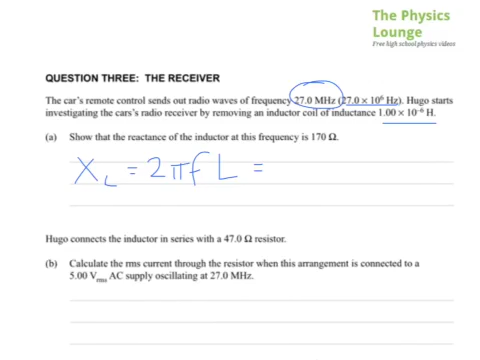 The Physics
Lounge
Free high school physics videos
QUESTION THREE: THE RECEIVER
The car's remote control sends out radio waves of frequency 27.0 MHz (27.0 × 10⁶ Hz). Hugo starts
investigating the cars's radio receiver by removing an inductor coil of inductance 1.00 × 10⁻⁶ H.
(a) Show that the reactance of the inductor at this frequency is 170 Ω.
X_L = 2πf L =
Hugo connects the inductor in series with a 47.0 Ω resistor.
(b) Calculate the rms current through the resistor when this arrangement is connected to a
5.00 V_rms AC supply oscillating at 27.0 MHz.